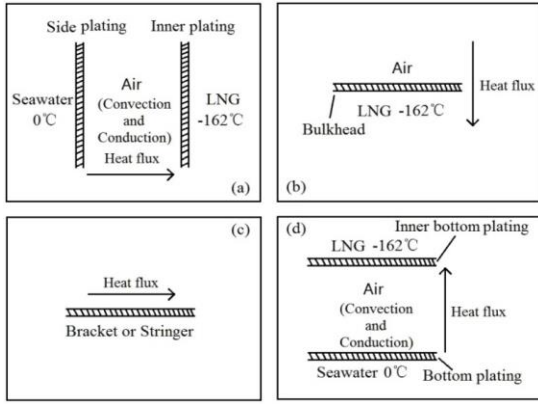 Side plating
Inner plating
Seawater
0℃
Air
(Convection
and
Conduction)
LNG
-162℃
Heat flux
(a)
Air
Heat flux
LNG -162℃
Bulkhead
(b)
(c)
Heat flux
Bracket or Stringer
(d)
Inner bottom plating
LNG -162℃
Air
(Convection
and
Conduction)
Heat flux
Seawater 0℃
Bottom plating